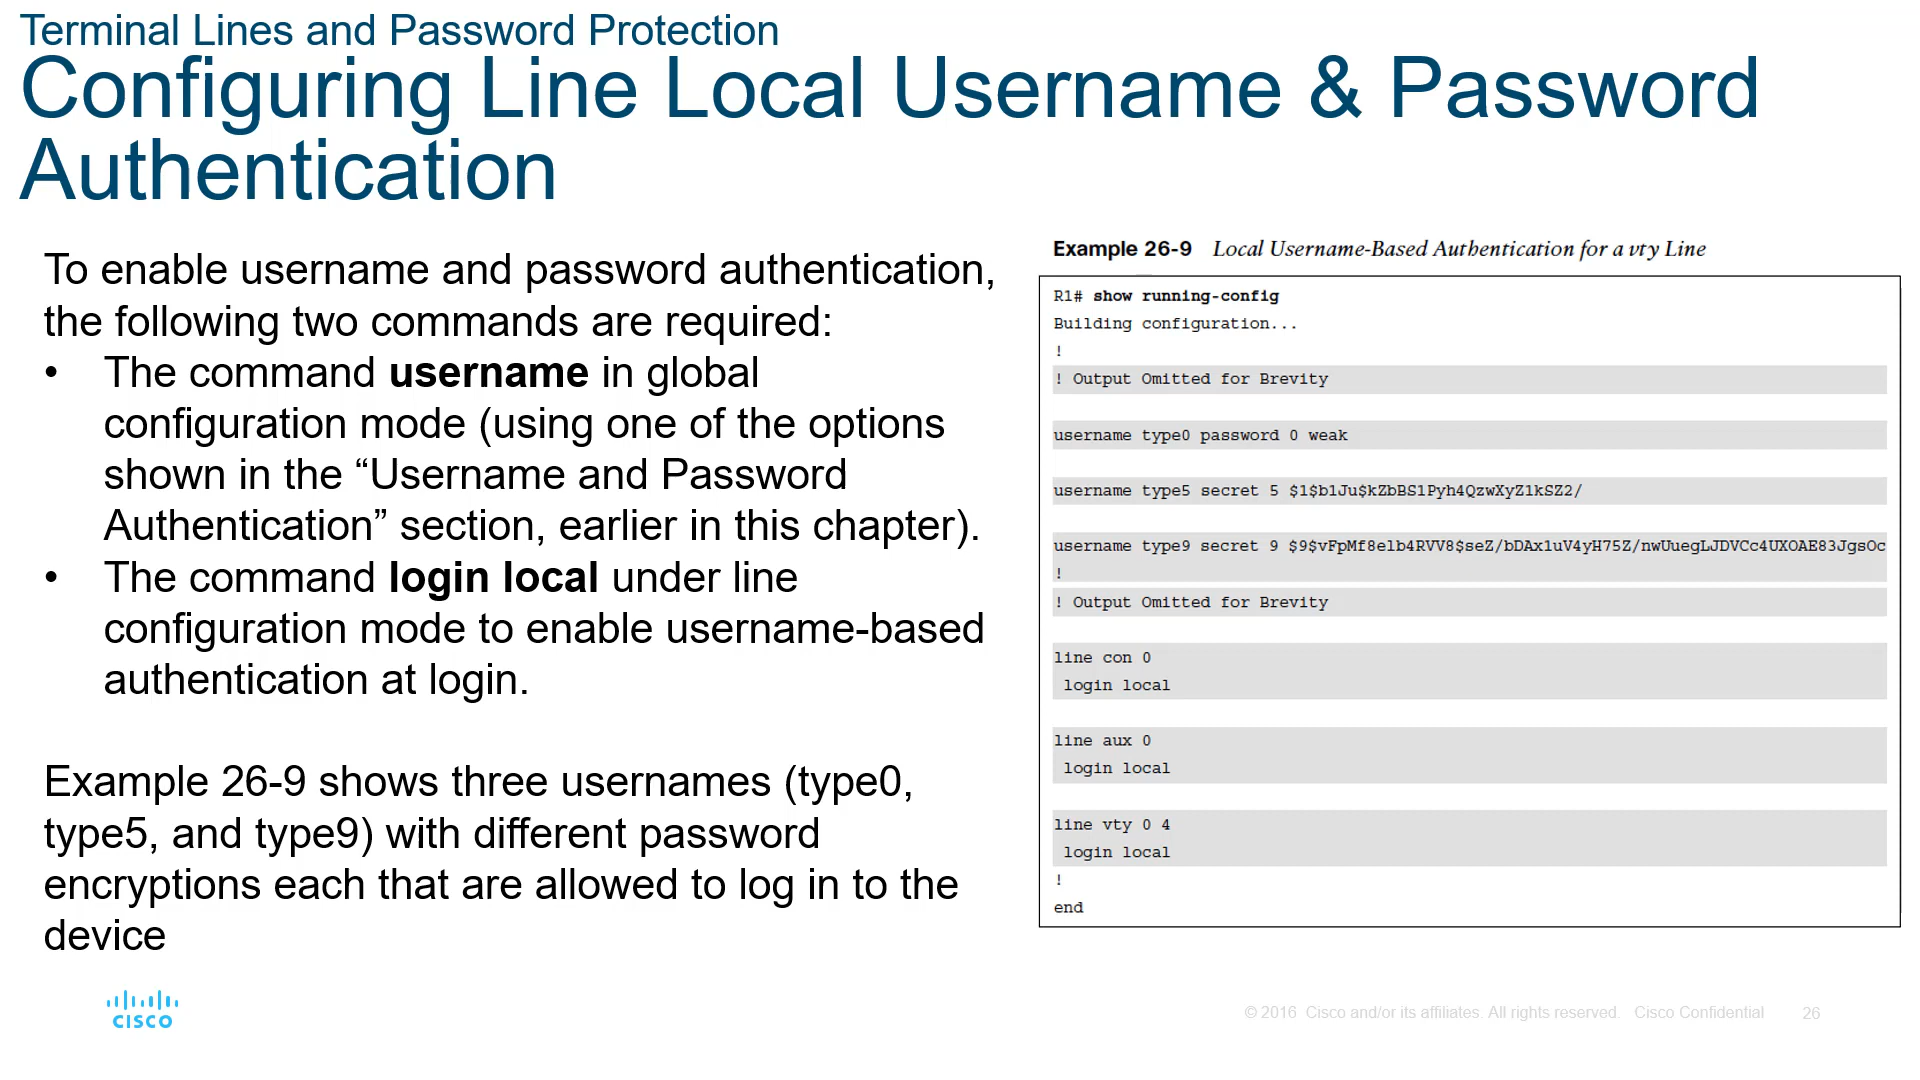 Terminal Lines and Password Protection
Configuring Line Local Username & Password
Authentication
To enable username and password authentication,
the following two commands are required:
• The command username in global
configuration mode (using one of the options
shown in the “Username and Password
Authentication” section, earlier in this chapter).
• The command login local under line
configuration mode to enable username-based
authentication at login.
Example 26-9 shows three usernames (type0,
type5, and type9) with different password
encryptions each that are allowed to log in to the
device
Example 26-9 Local Username-Based Authentication for a vty Line
R1# show running-config
Building configuration...
!
! Output Omitted for Brevity
username type0 password 0 weak
username type5 secret 5 $1$b1Ju$kZbBS1Pyh4QzwXyZ1kSZ2/
username type9 secret 9 $9$vFpMf8elb4RVV8$seZ/bDAx1uV4yH75Z/nwUuegLJDVCc4UXOAE83JgsOc
!
! Output Omitted for Brevity
line con 0
login local
line aux 0
login local
line vty 0 4
login local
!
end
CISCO
© 2016 Cisco and/or its affiliates. All rights reserved. Cisco Confidential 26